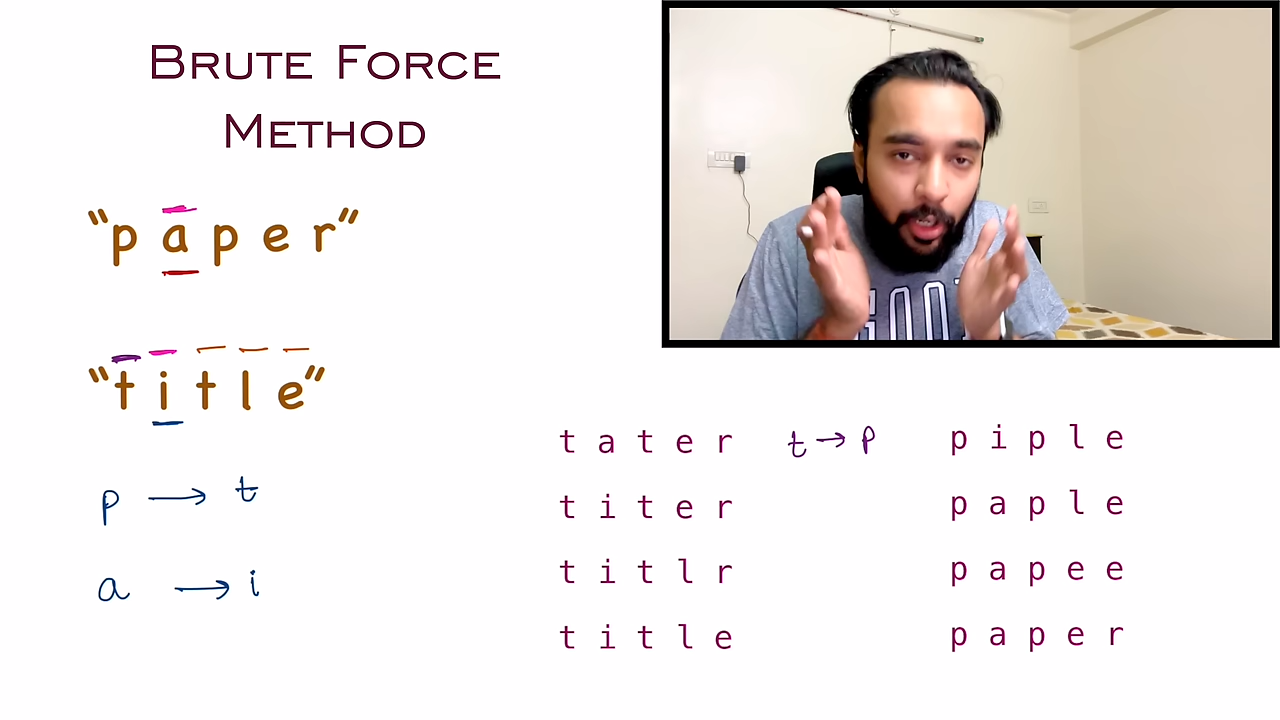 BRUTE FORCE
METHOD
“paper”
“title”
p → t
a → i
tater t → p piple
titer paple
titlr papee
title paper